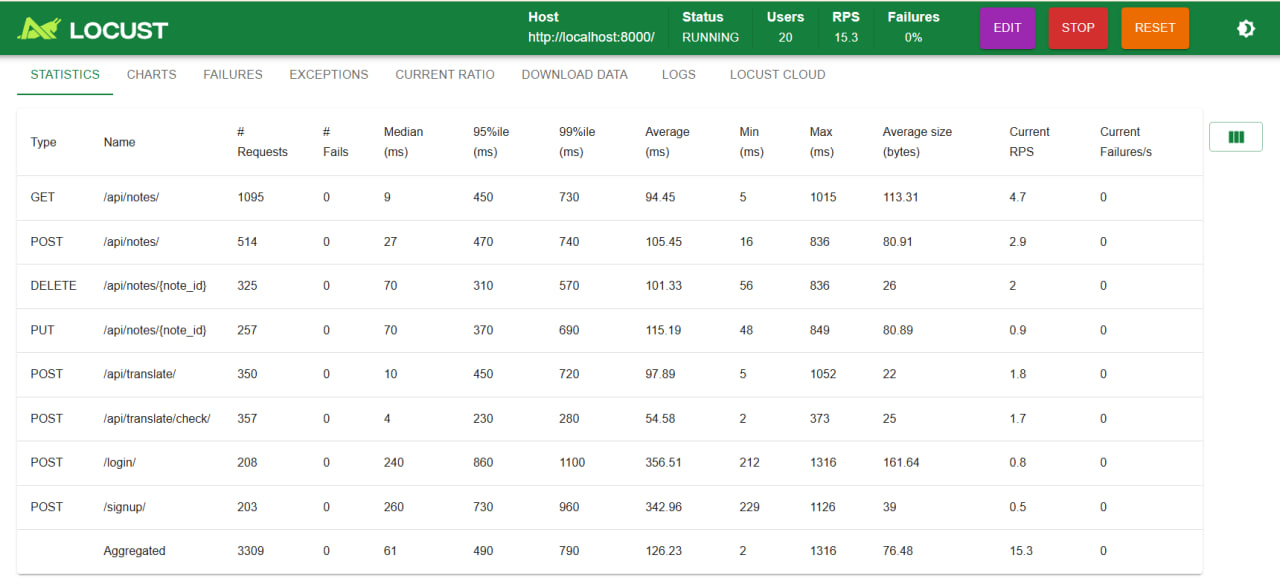 LOCUST
Host Status Users RPS Failures
http://localhost:8000/ RUNNING 20 15.3 0%
EDIT STOP RESET
STATISTICS CHARTS FAILURES EXCEPTIONS CURRENT RATIO DOWNLOAD DATA LOGS LOCUST CLOUD
Type Name # Requests # Fails Median (ms) 95%ile (ms) 99%ile (ms) Average (ms) Min (ms) Max (ms) Average size (bytes) Current RPS Current Failures/s
GET /api/notes/ 1095 0 9 450 730 94.45 5 1015 113.31 4.7 0
POST /api/notes/ 514 0 27 470 740 105.45 16 836 80.91 2.9 0
DELETE /api/notes/{note_id} 325 0 70 310 570 101.33 56 836 26 2 0
PUT /api/notes/{note_id} 257 0 70 370 690 115.19 48 849 80.89 0.9 0
POST /api/translate/ 350 0 10 450 720 97.89 5 1052 22 1.8 0
POST /api/translate/check/ 357 0 4 230 280 54.58 2 373 25 1.7 0
POST /login/ 208 0 240 860 1100 356.51 212 1316 161.64 0.8 0
POST /signup/ 203 0 260 730 960 342.96 229 1126 39 0.5 0
Aggregated 3309 0 61 490 790 126.23 2 1316 76.48 15.3 0